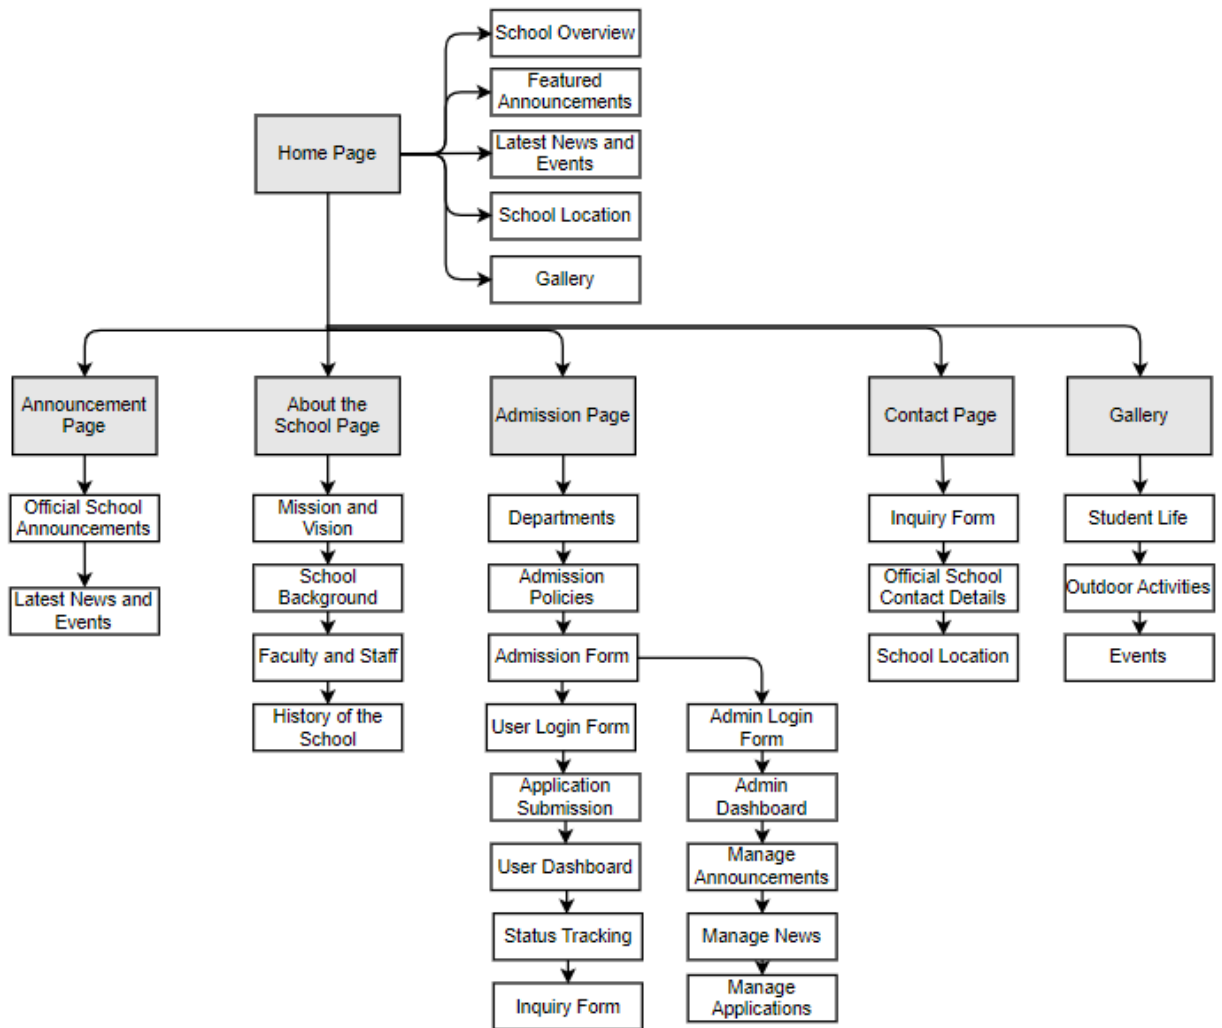 School Overview
Featured
Announcements
Home Page
Latest News and
Events
School Location
Gallery
Announcement
Page
About the
School Page
Admission Page
Contact Page
Gallery
Official School
Announcements
Latest News and
Events
Mission and
Vision
School
Background
Faculty and Staff
History of the
School
Departments
Admission
Policies
Admission Form
User Login Form
Application
Submission
User Dashboard
Status Tracking
Inquiry Form
Admin Login
Form
Admin
Dashboard
Manage
Announcements
Manage News
Manage
Applications
Inquiry Form
Official School
Contact Details
School Location
Student Life
Outdoor Activities
Events